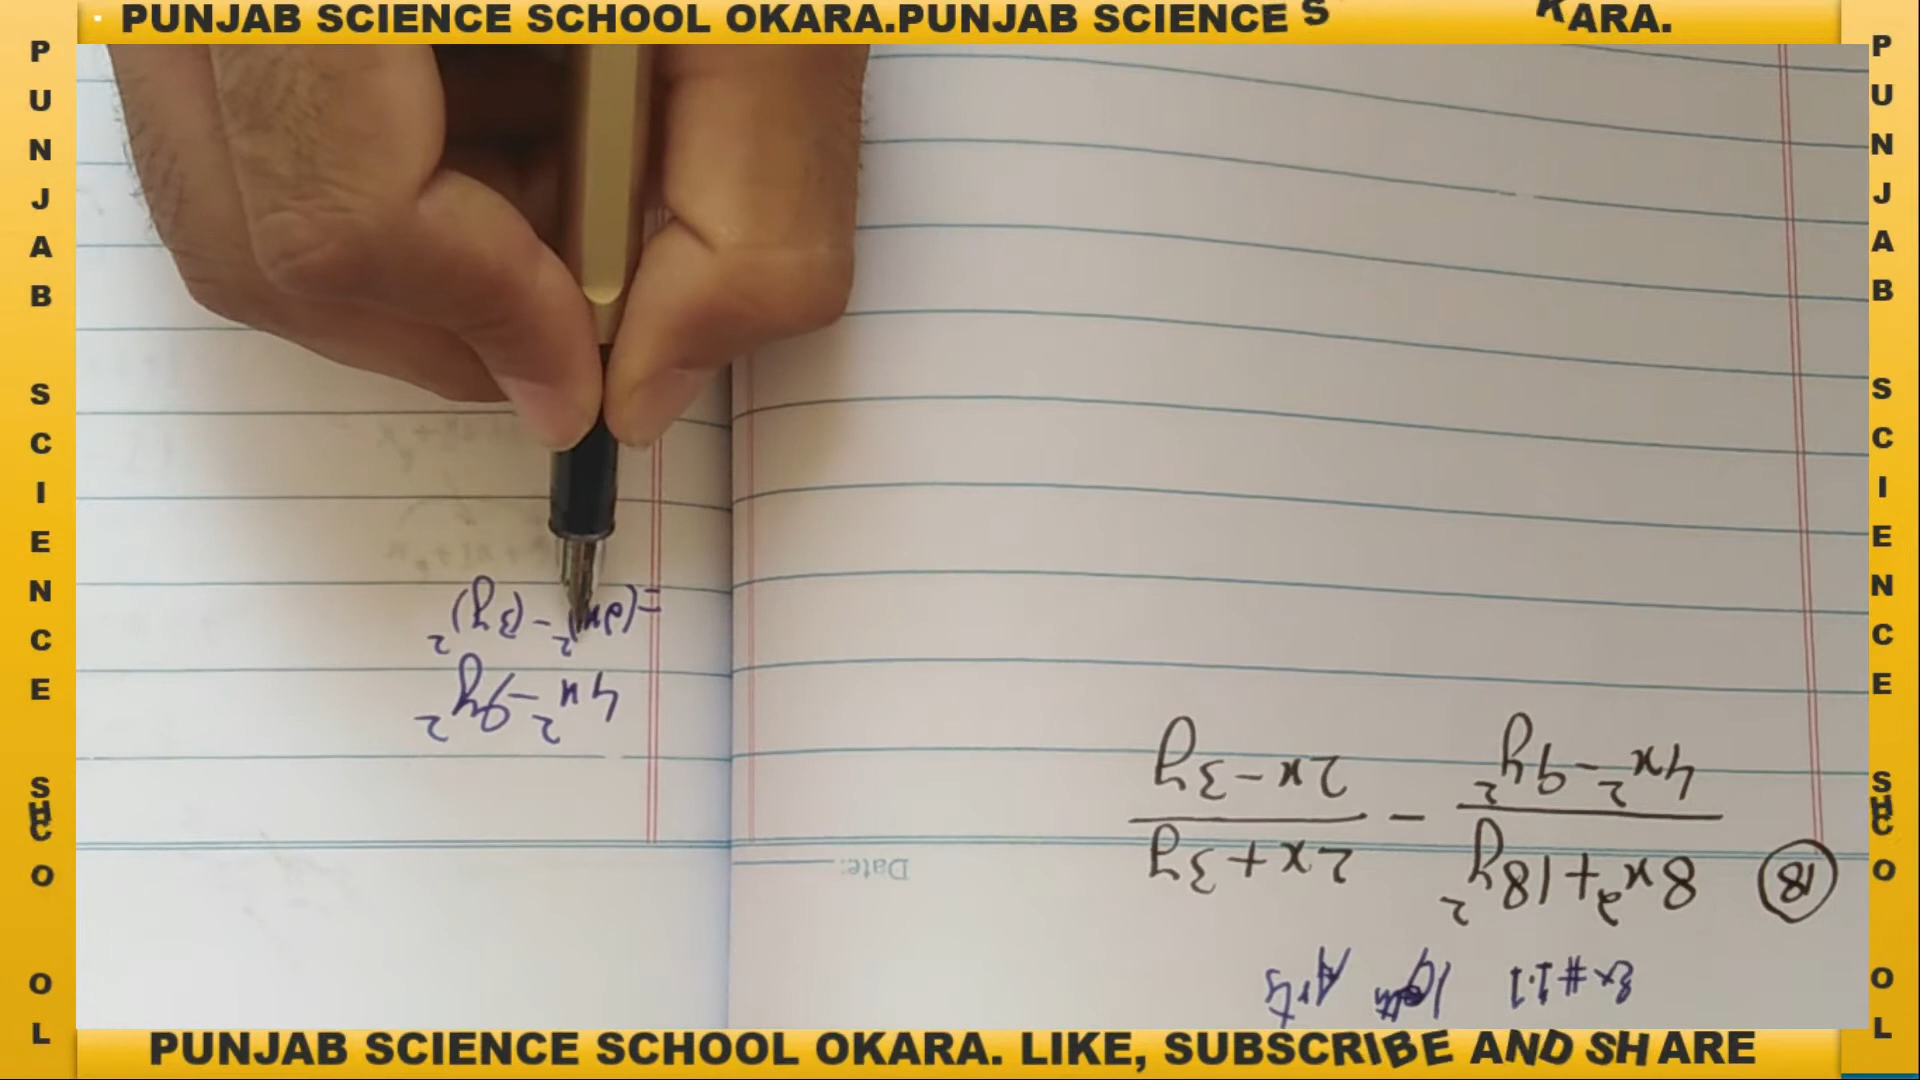 PUNJAB SCIENCE SCHOOL OKARA.PUNJAB SCIENCE S KARA.
PUNJAB SCIENCE SCHOOL
Ex # 1.1 10th Arts
(18) 8x²+18y² / 4x²-9y² - 2x+3y / 2x-3y
Date:
4x²-9y²
=(2x)²-(3y)²
PUNJAB SCIENCE SCHOOL
PUNJAB SCIENCE SCHOOL OKARA. LIKE, SUBSCRIBE AND SHARE